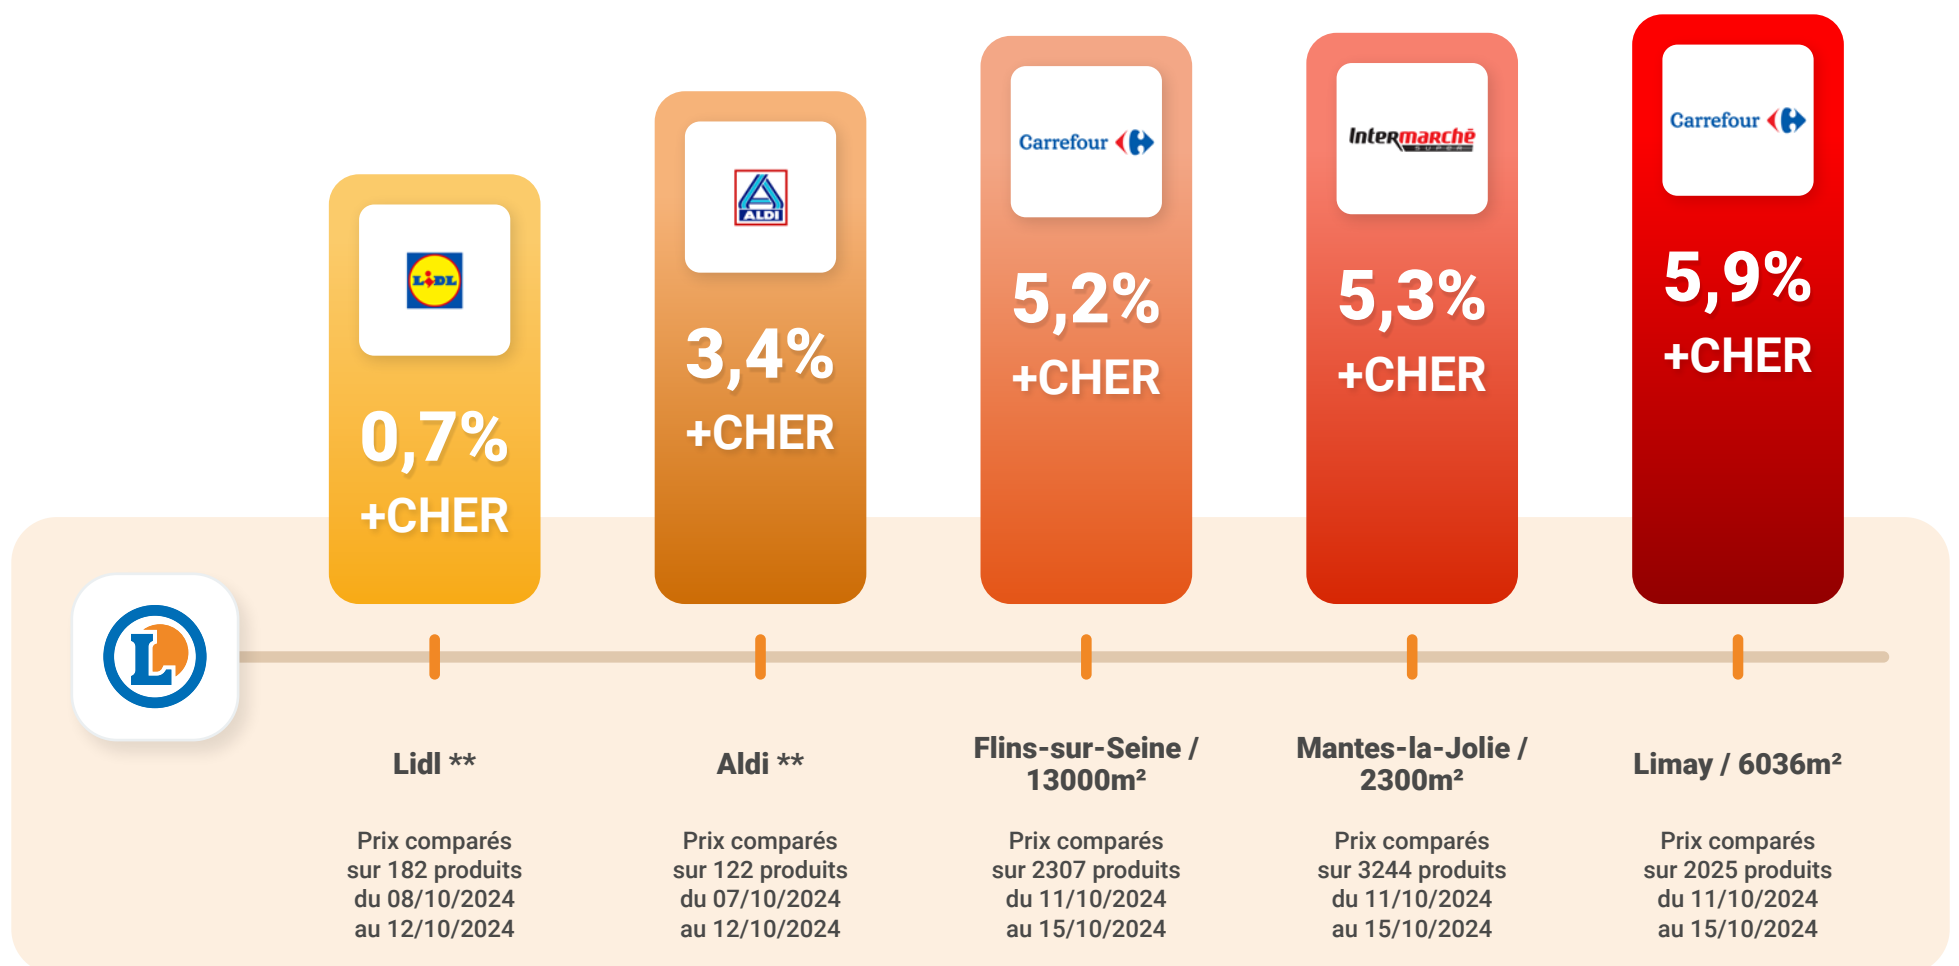 LIDL
0,7%
+CHER
ALDI
3,4%
+CHER
Carrefour
5,2%
+CHER
InteRmaRchē
SUPER
5,3%
+CHER
Carrefour
5,9%
+CHER
L
Lidl **
Prix comparés
sur 182 produits
du 08/10/2024
au 12/10/2024
Aldi **
Prix comparés
sur 122 produits
du 07/10/2024
au 12/10/2024
Flins-sur-Seine /
13000m²
Prix comparés
sur 2307 produits
du 11/10/2024
au 15/10/2024
Mantes-la-Jolie /
2300m²
Prix comparés
sur 3244 produits
du 11/10/2024
au 15/10/2024
Limay / 6036m²
Prix comparés
sur 2025 produits
du 11/10/2024
au 15/10/2024